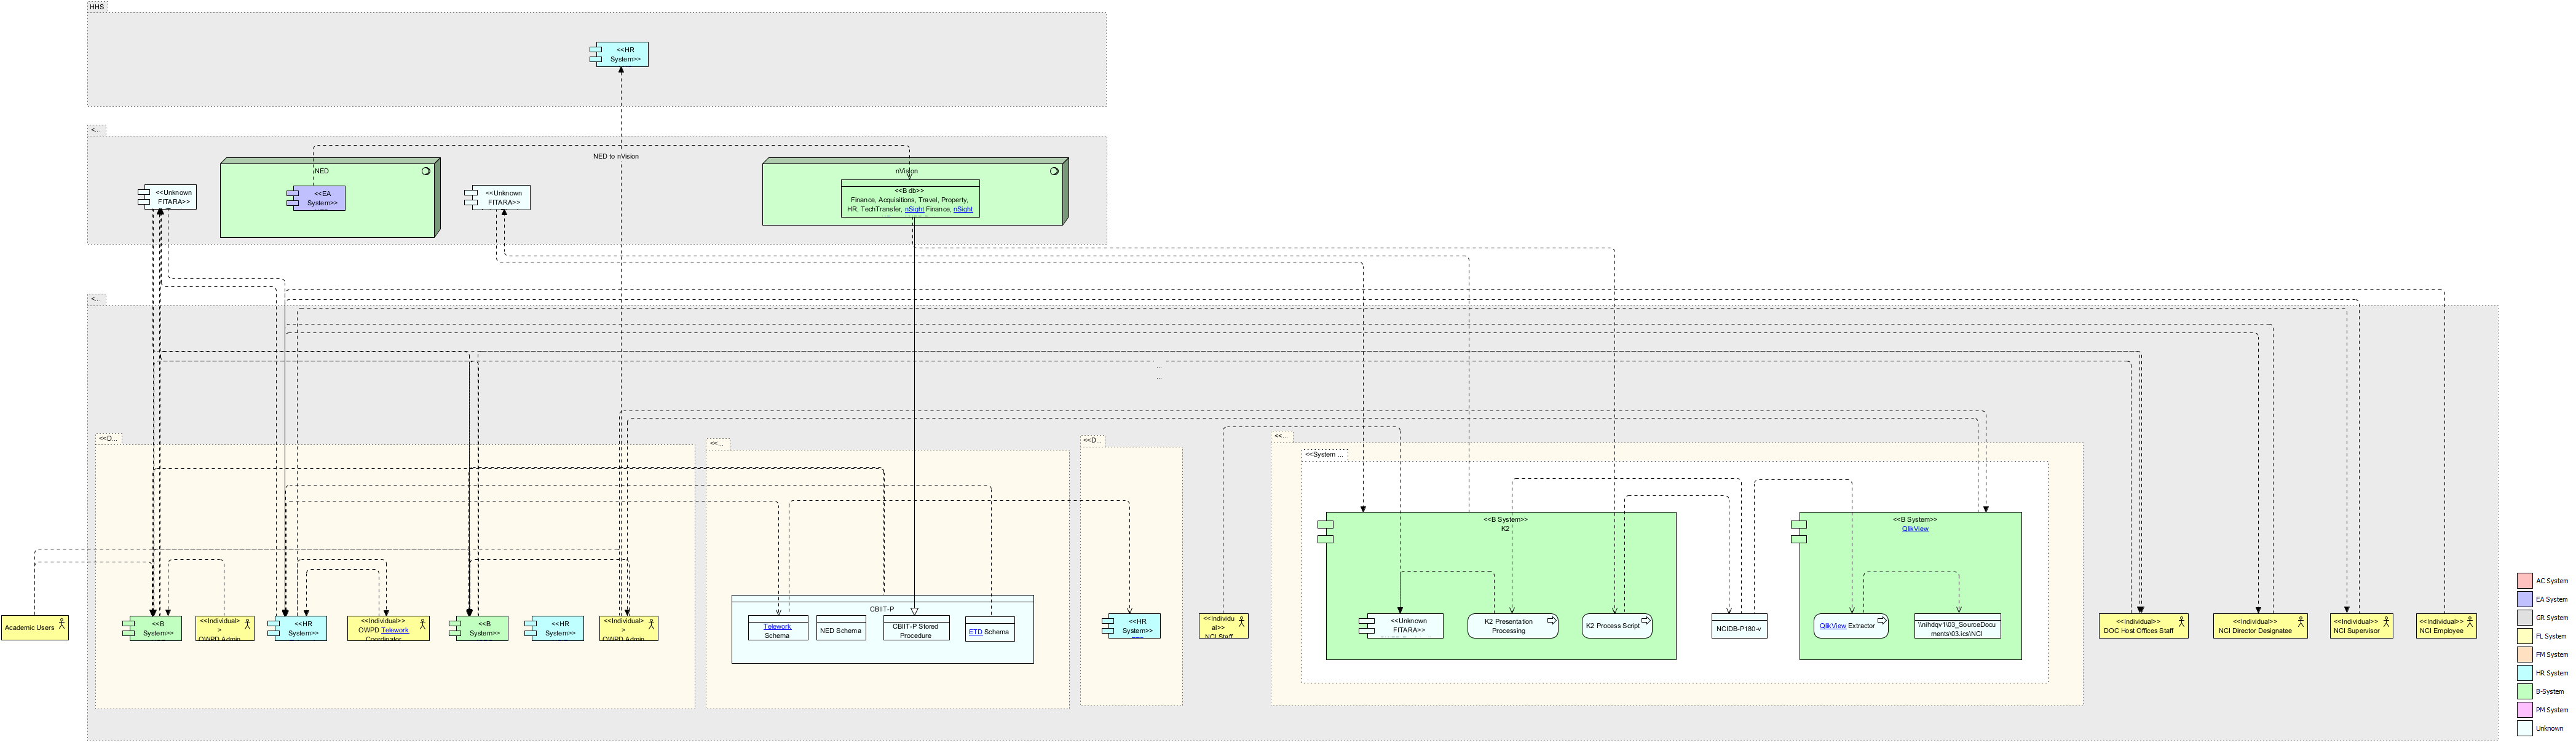 HHS
<<HR
System>>
<...
NED to nVision
NED
nVision
<<Unknown
FITARA>>
<<EA
System>>
<<Unknown
FITARA>>
<<B db>>
Finance, Acquisitions, Travel, Property,
HR, TechTransfer, nSight Finance, nSight
<...
...
...
<<D...
<<...
<<D...
<<...
<<System ...
<<B System>>
K2
<<B System>>
QlikView
Academic Users
<<B
System>>
<<Individual>
>
OWPD Admin
<<HR
System>>
<<Individual>>
OWPD Telework
Coordinator
<<B
System>>
<<HR
System>>
<<Individual>
>
OWPD Admin
CBIIT-P
Telework
Schema
NED Schema
CBIIT-P Stored
Procedure
ETD Schema
<<HR
System>>
<<Individu
al>>
NCI Staff
<<Unknown
FITARA>>
K2 Presentation
Processing
K2 Process Script
NCIDB-P180-v
QlikView Extractor
\\nihdqv1\03_SourceDocu
ments\03.ics\NCI
<<Individual>>
DOC Host Offices Staff
<<Individual>>
NCI Director Designatee
<<Individual>>
NCI Supervisor
<<Individual>>
NCI Employee
AC System
EA System
GR System
FL System
FM System
HR System
B-System
PM System
Unknown